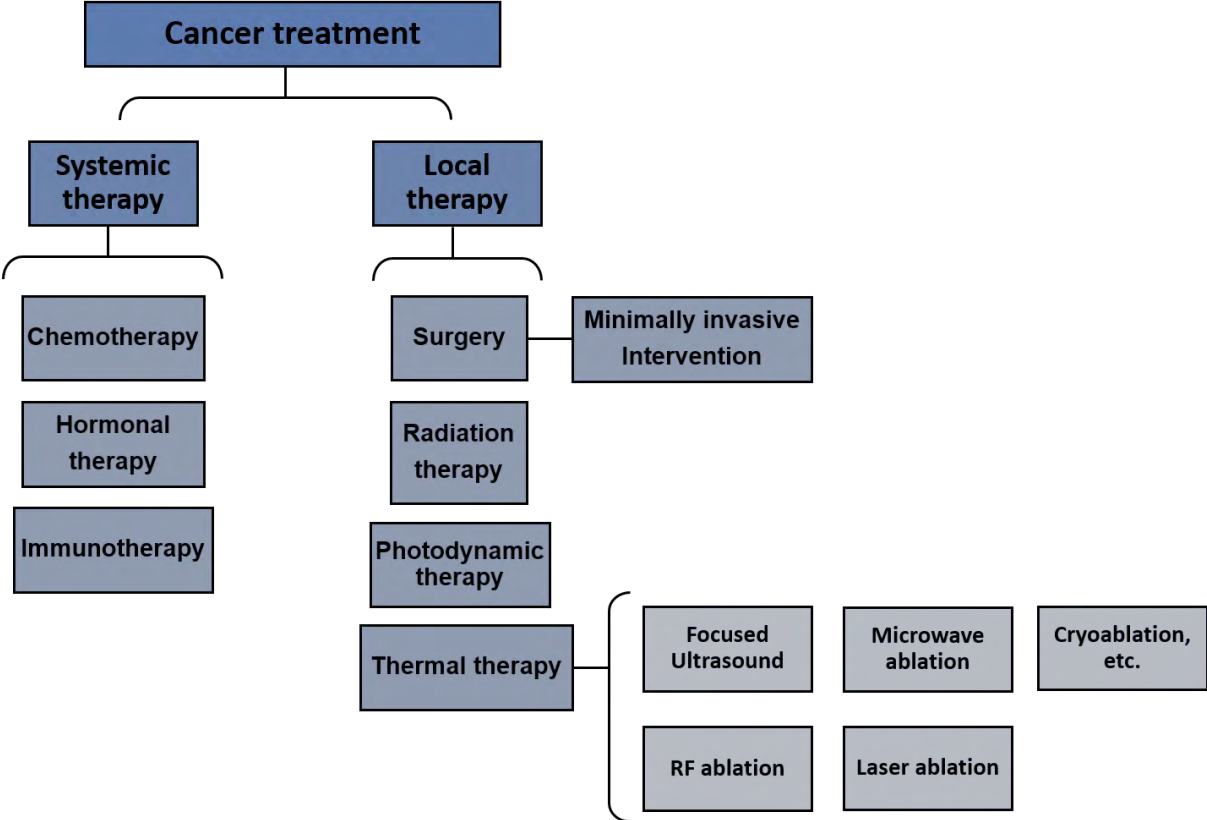 Cancer treatment
Systemic
therapy
Local
therapy
Chemotherapy
Surgery
Minimally invasive
Intervention
Hormonal
therapy
Radiation
therapy
Immunotherapy
Photodynamic
therapy
Thermal therapy
Focused
Ultrasound
Microwave
ablation
Cryoablation,
etc.
RF ablation
Laser ablation